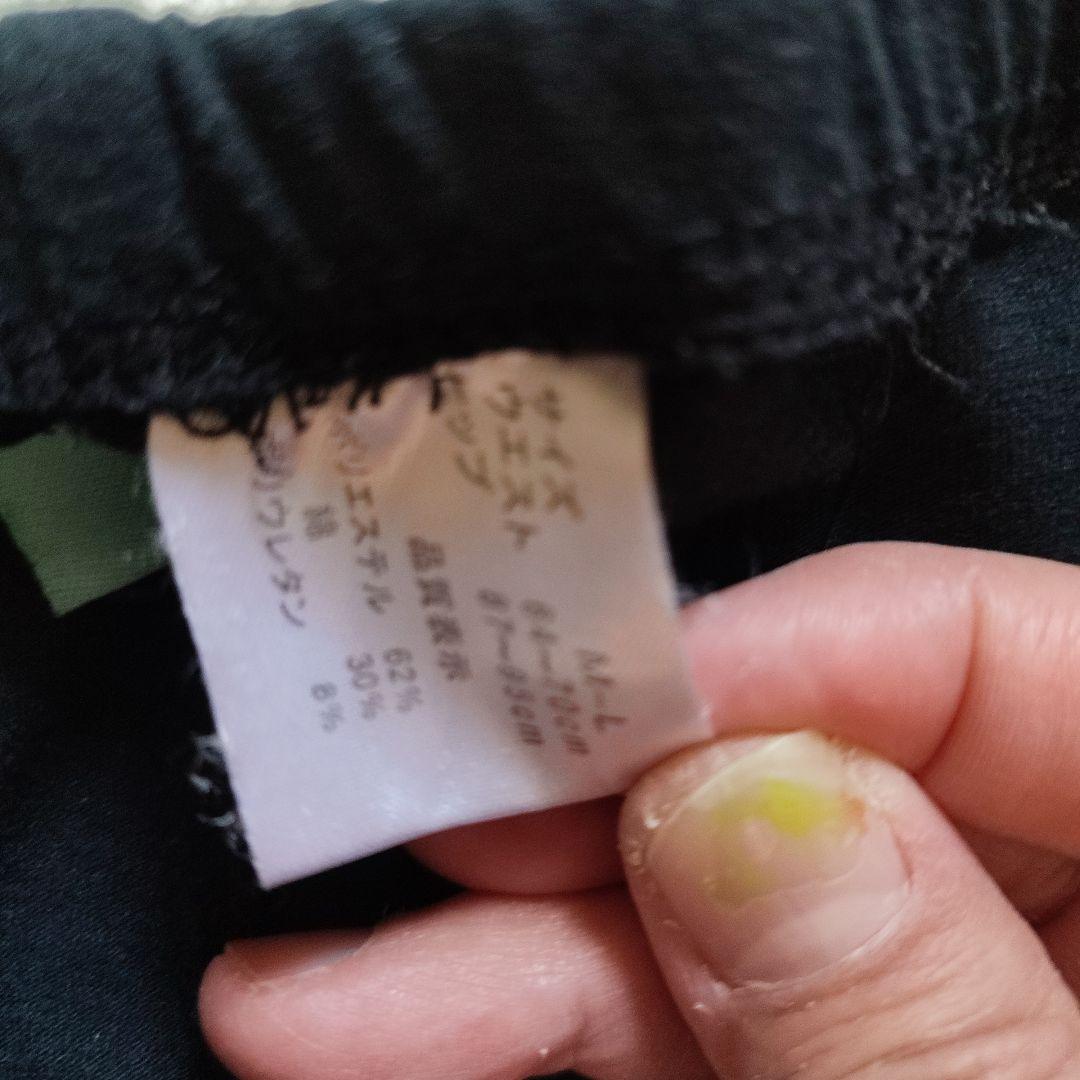 サイズ M-L
ウエスト 64-70cm
ヒップ 87-95cm
品質表示
ポリエステル 62%
綿 30%
ポリウレタン 8%